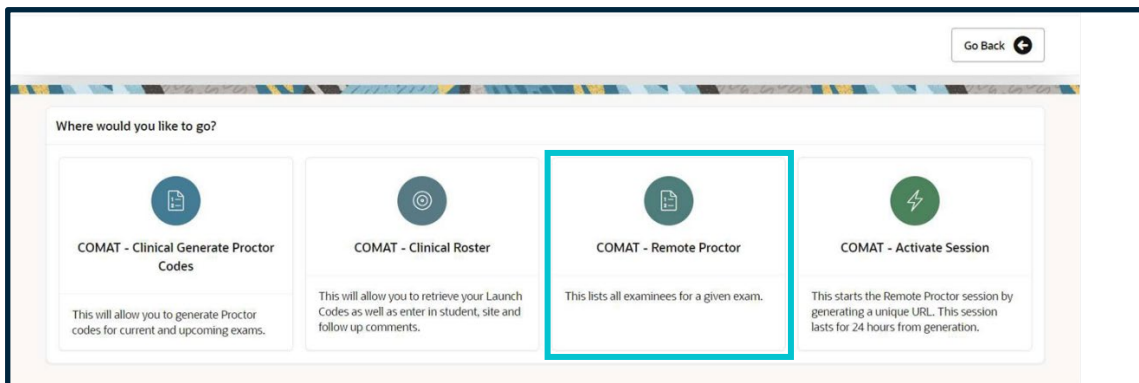 Go Back
Where would you like to go?
COMAT - Clinical Generate Proctor
Codes
This will allow you to generate Proctor
codes for current and upcoming exams.
COMAT - Clinical Roster
This will allow you to retrieve your Launch
Codes as well as enter in student, site and
follow up comments.
COMAT - Remote Proctor
This lists all examinees for a given exam.
COMAT - Activate Session
This starts the Remote Proctor session by
generating a unique URL. This session
lasts for 24 hours from generation.